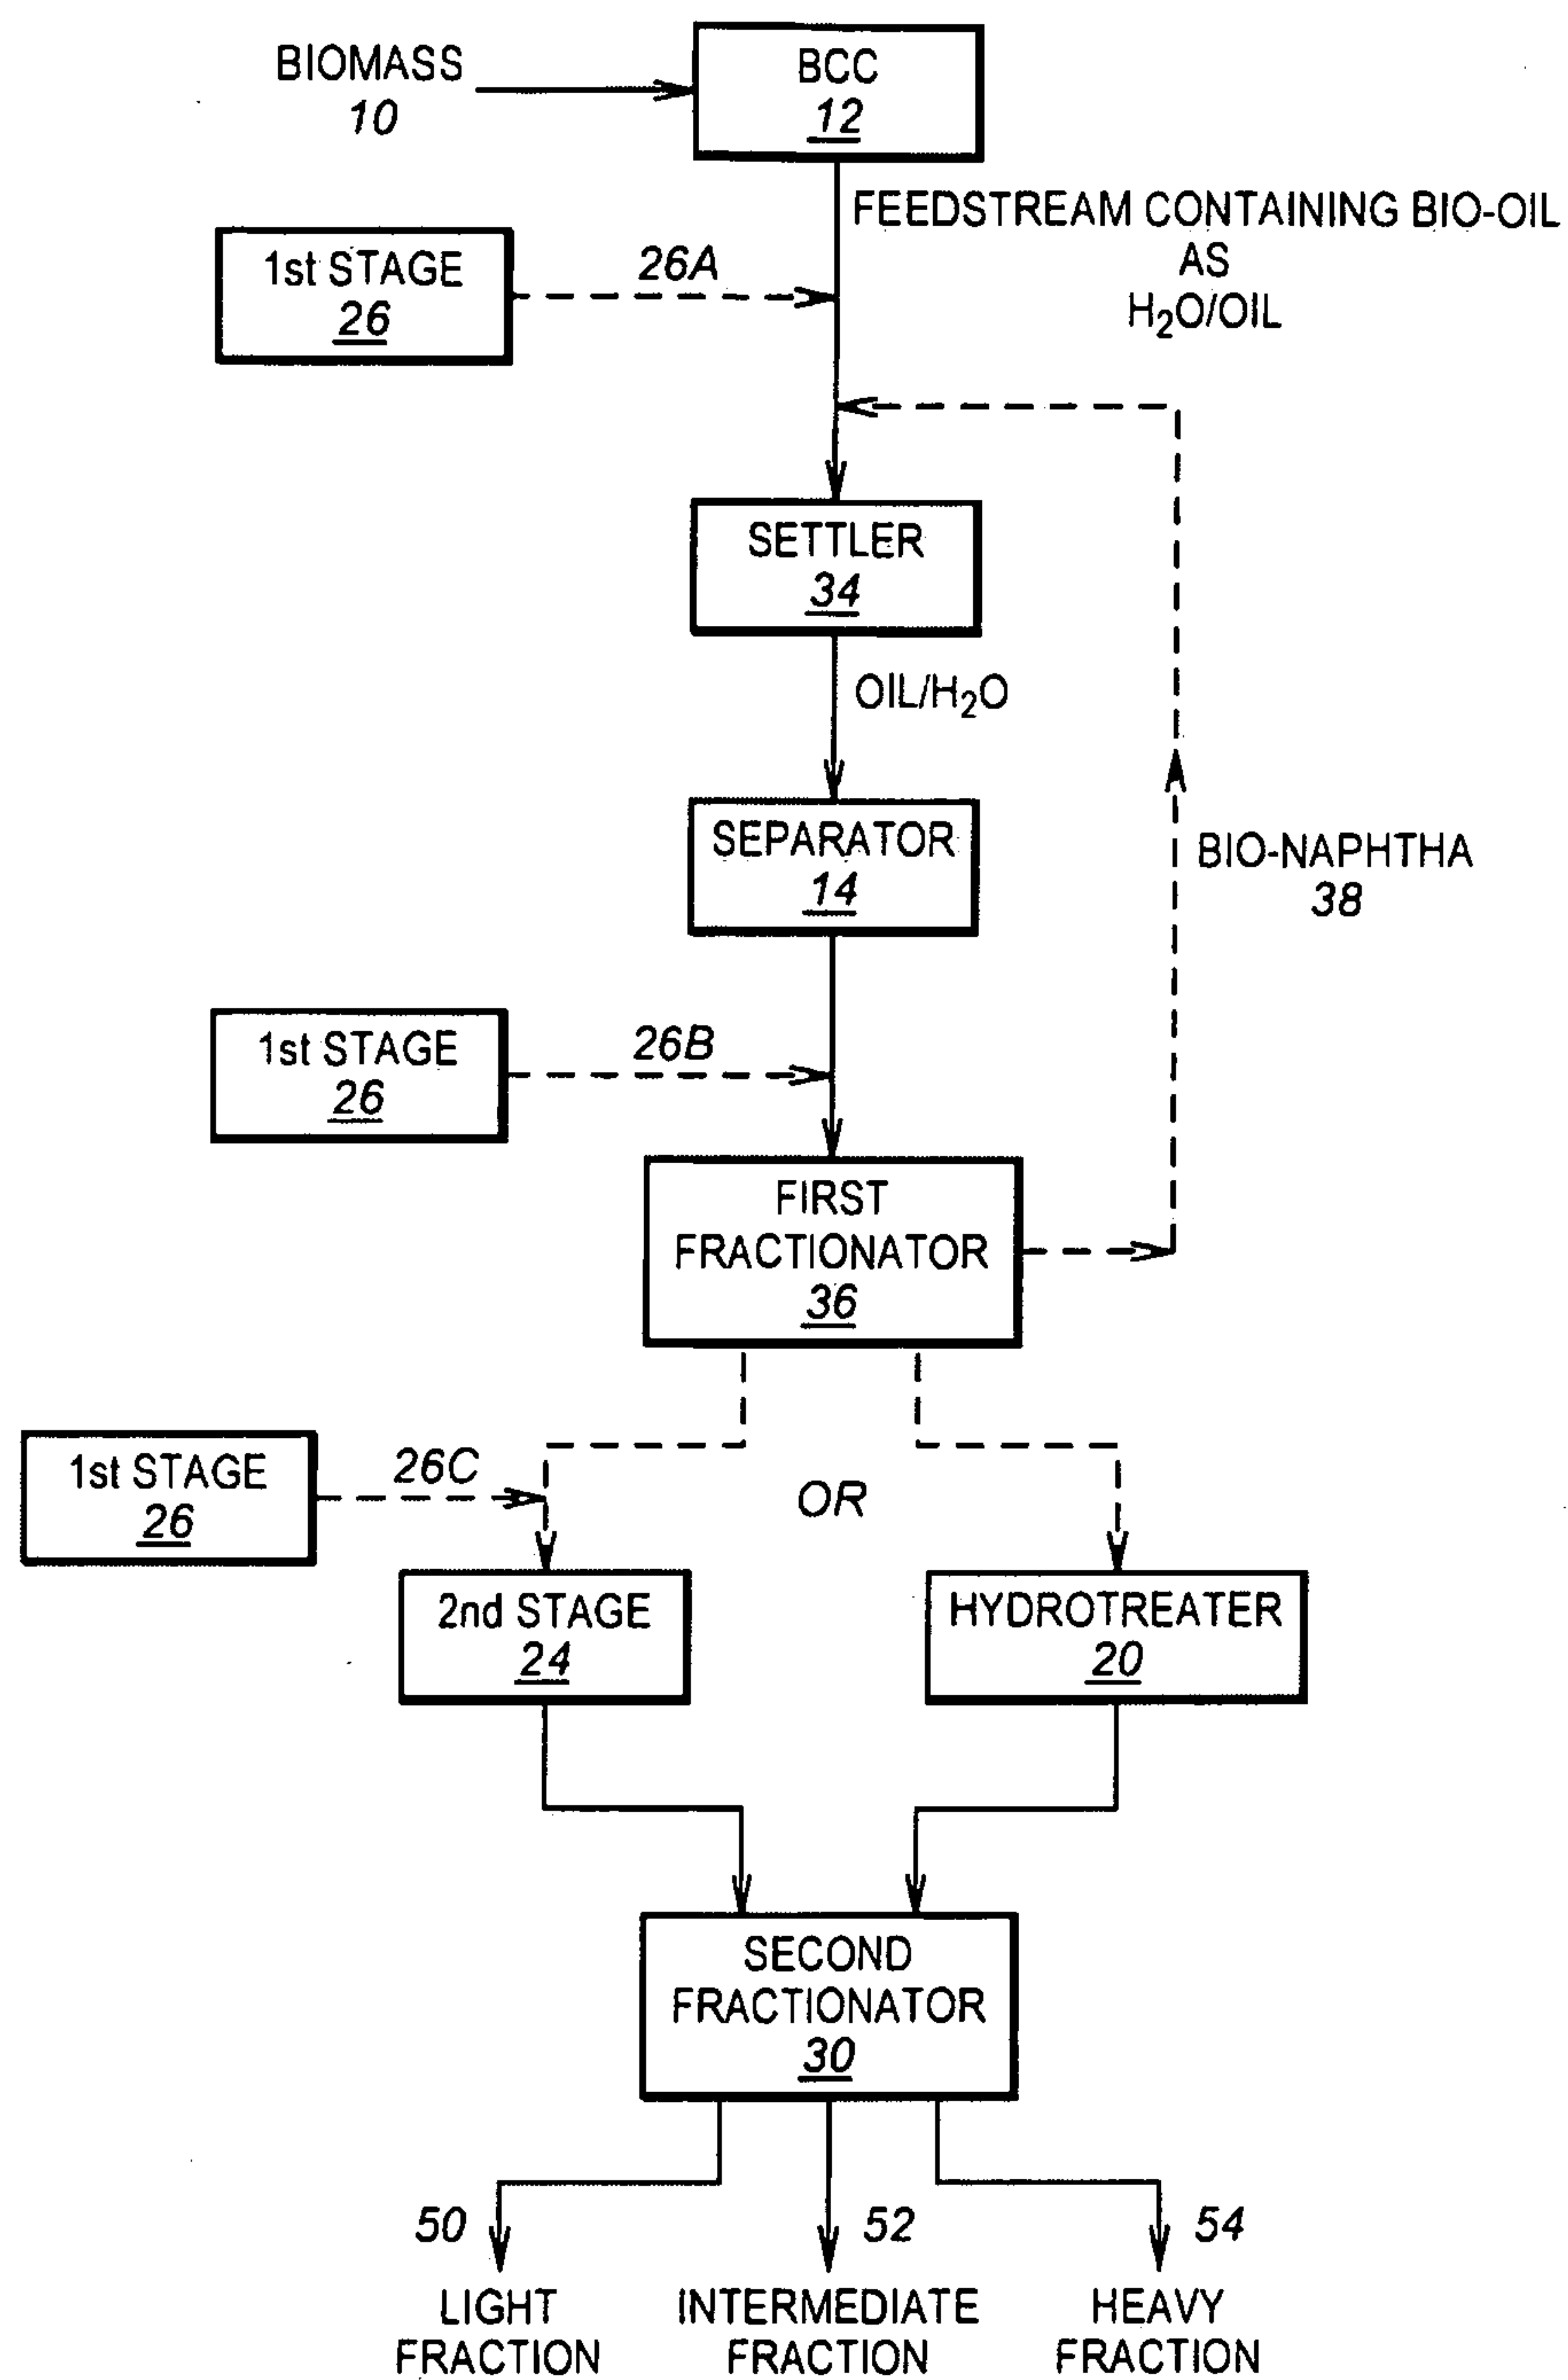 BIOMASS
10
BCC
12
FEEDSTREAM CONTAINING BIO-OIL
AS
H₂O/OIL
1st STAGE
26
26A
SETTLER
34
OIL/H₂O
SEPARATOR
14
BIO-NAPHTHA
38
1st STAGE
26
26B
FIRST
FRACTIONATOR
36
1st STAGE
26
26C
OR
2nd STAGE
24
HYDROTREATER
20
SECOND
FRACTIONATOR
30
50
LIGHT
FRACTION
52
INTERMEDIATE
FRACTION
54
HEAVY
FRACTION